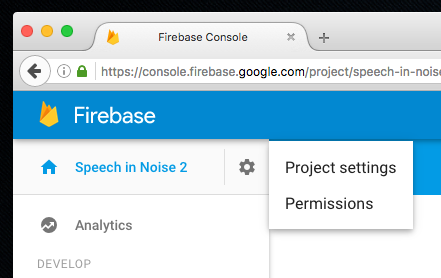 Firebase Console
https://console.firebase.google.com/project/speech-in-noise
Firebase
Speech in Noise 2
Project settings
Permissions
Analytics
DEVELOP